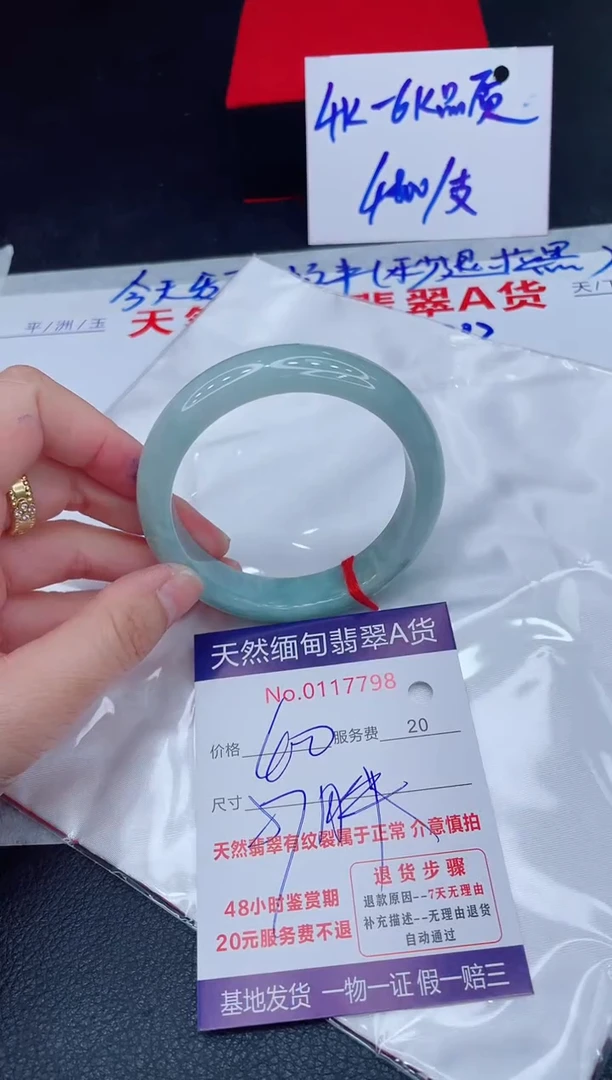 4K-6K品质
400/支
今天
平/洲/玉
天然
翡翠A货
天然缅甸翡翠A货
No.0117798
价格 600 服务费 20
尺寸
天然翡翠有纹裂属于正常 介意慎拍
48小时鉴赏期
20元服务费不退
退货步骤
退款原因--7天无理由
补充描述--无理由退货
自动通过
基地发货 一物一证 假一赔三